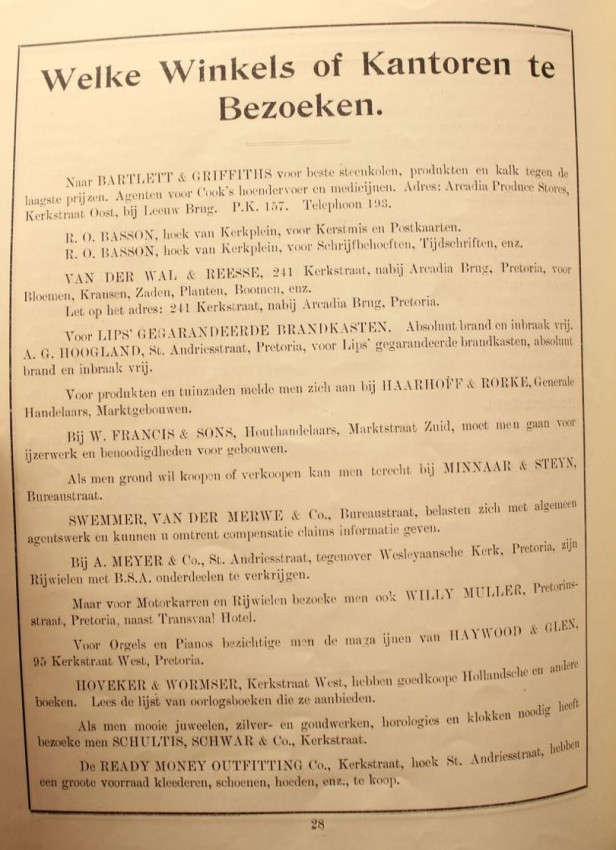 Welke Winkels of Kantoren te
Bezoeken.
Naar BARTLETT & GRIFFITHS voor beste steenkolen, produkten en kalk tegen de
laagste prijzen. Agenten voor Cook's hoendervoer en medicijnen. Adres: Arcadia Produce Stores,
Kerkstraat Oost, bij Leeuw Brug. P.K. 157. Telephoon 193.
R. O. BASSON, hoek van Kerkplein, voor Kerstmis en Postkaarten.
R. O. BASSON, hoek van Kerkplein, voor Schrijfbehoeften, Tijdschriften, enz.
VAN DER WAL & REESSE, 241 Kerkstraat, nabij Arcadia Brug, Pretoria, voor
Bloemen, Kransen, Zaden, Planten, Boomen, enz.
Let op het adres: 241 Kerkstraat, nabij Arcadia Brug, Pretoria.
Voor LIPS' GEGARANDEERDE BRANDKASTEN. Absoluut brand en inbraak vrij.
A. G. HOOGLAND, St. Andriesstraat, Pretoria, voor Lips' gegarandeerde brandkasten, absoluut
brand en inbraak vrij.
Voor produkten en tuinzaden melde men zich aan bij HAARHOFF & RORKE, Generale
Handelaars, Marktgebouwen.
Bij W. FRANCIS & SONS, Houthandelaars, Marktstraat Zuid, moet men gaan voor
ijzerwerk en benoodigdheden voor gebouwen.
Als men grond wil koopen of verkoopen kan men terecht bij MINNAAR & STEYN,
Bureaustraat.
SWEMMER, VAN DER MERWE & Co., Bureaustraat, belasten zich met algemeen
agentswerk en kunnen u omtrent compensatie claims informatie geven.
Bij A. MEYER & Co., St. Andriesstraat, tegenover Wesleyaansche Kerk, Pretoria, zijn
Rijwielen met B.S.A. onderdeelen te verkrijgen.
Maar voor Motorkarren en Rijwielen bezoeke men ook WILLY MULLER, Pretorius-
straat, Pretoria, naast Transvaal Hotel.
Voor Orgels en Pianos bezichtige men de maga ijnen van HAYWOOD & GLEN,
95 Kerkstraat West, Pretoria.
HOVEKER & WORMSER, Kerkstraat West, hebben goedkoope Hollandsche en andere
boeken. Lees de lijst van oorlogsboeken die ze aanbieden.
Als men mooie juweelen, zilver- en goudwerken, horologies en klokken noodig heeft
bezoeke men SCHULTIS, SCHWAR & Co., Kerkstraat.
De READY MONEY OUTFITTING Co., Kerkstraat, hoek St. Andriesstraat, hebben
een groote voorraad kleederen, schoenen, hoeden, enz., te koop.
28